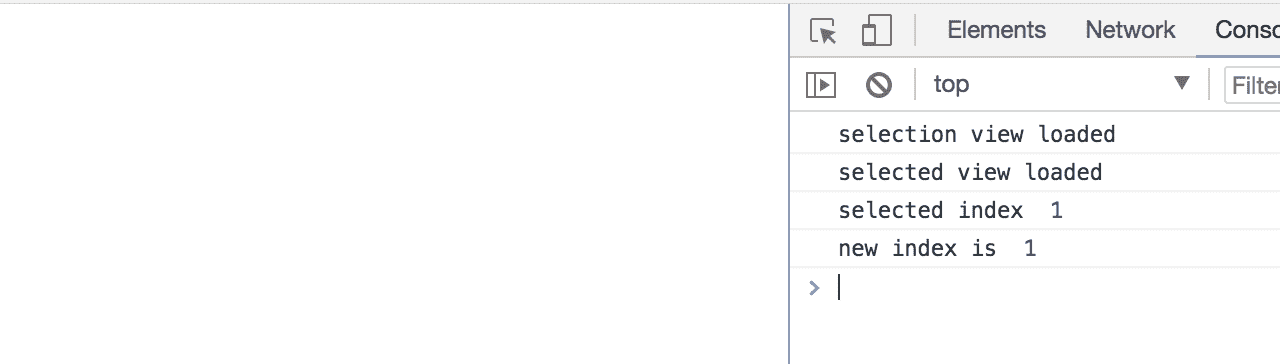 Elements Network Conso
top Filter
selection view loaded
selected view loaded
selected index 1
new index is 1
>